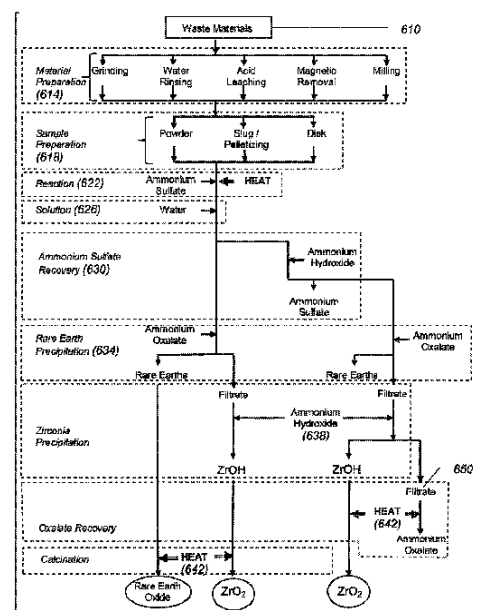 Waste Materials
610
Material
Preparation
(614)
Grinding
Water
Rinsing
Acid
Leaching
Magnetic
Removal
Milling
Sample
Preparation
(618)
Powder
Slug /
Pelletizing
Disk
Reaction (622)
Ammonium
Sulfate
HEAT
Solution (626)
Water
Ammonium Sulfate
Recovery (630)
Ammonium
Hydroxide
Ammonium
Sulfate
Rare Earth
Precipitation (634)
Ammonium
Oxalate
Ammonium
Oxalate
Rare Earths
Rare Earths
Filtrate
Filtrate
Zirconia
Precipitation
Ammonium
Hydroxide
(638)
ZrOH
ZrOH
650
Filtrate
Oxalate Recovery
HEAT
(642)
Ammonium
Oxalate
Calcination
HEAT
(642)
Rare Earth
Oxide
ZrO₂
ZrO₂